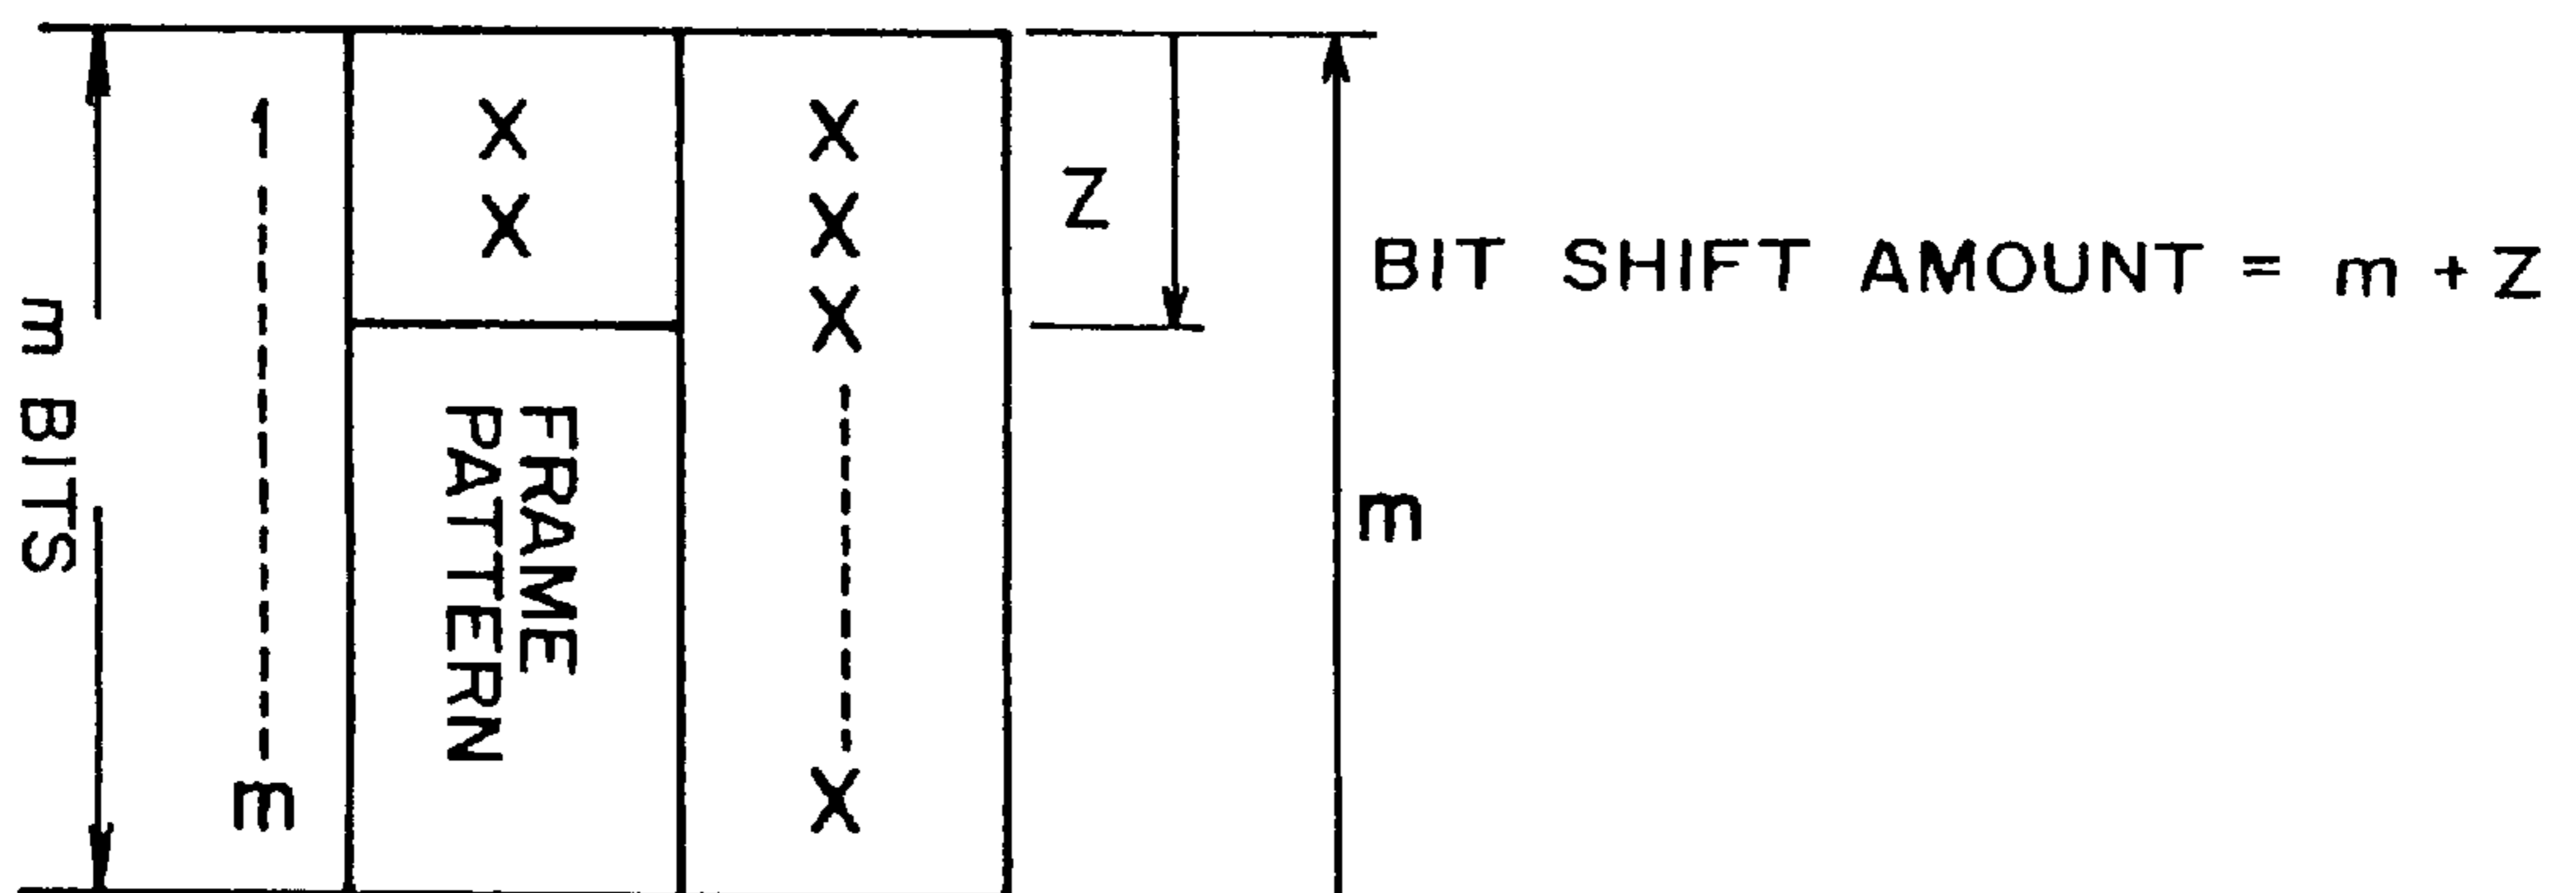 m BITS
1
m
X
X
FRAME
PATTERN
X
X
X
X
Z
m
BIT SHIFT AMOUNT = m + Z